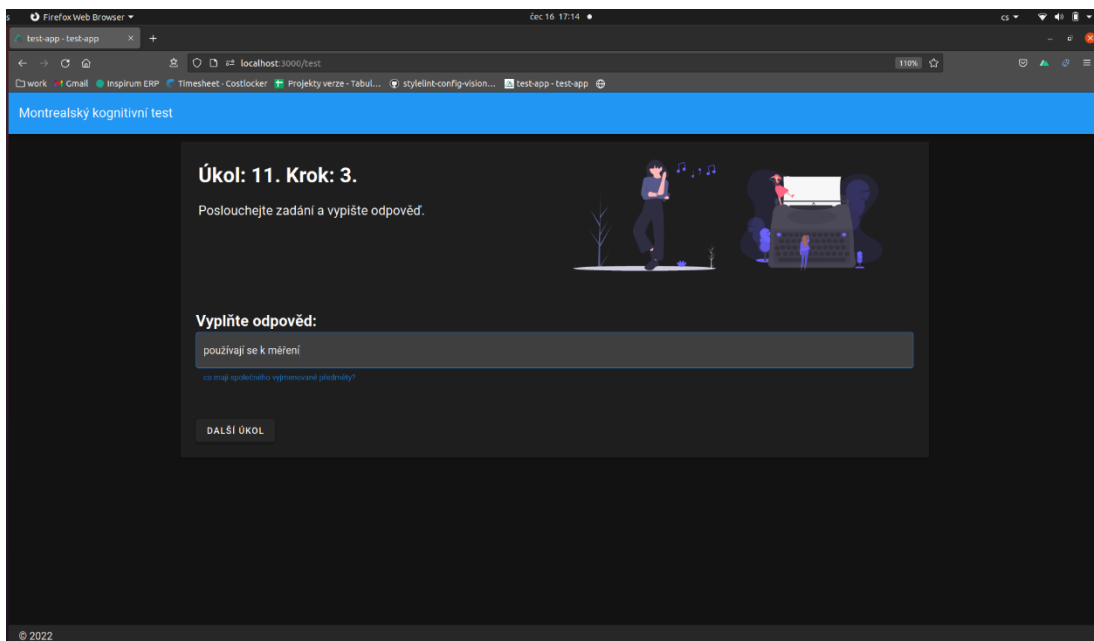 s Firefox Web Browser čec 16 17:14 cs
test-app - test-app × +
localhost:3000/test 110%
work Gmail Inspirum ERP Timesheet - Costlocker Projekty verze - Tabul... stylelint-config-vision... test-app - test-app
Montrealský kognitivní test
Úkol: 11. Krok: 3.
Poslouchejte zadání a vypište odpověď.
Vyplňte odpověd:
používají se k měření
co mají společného vyjmenované předměty?
DALŠÍ ÚKOL
© 2022